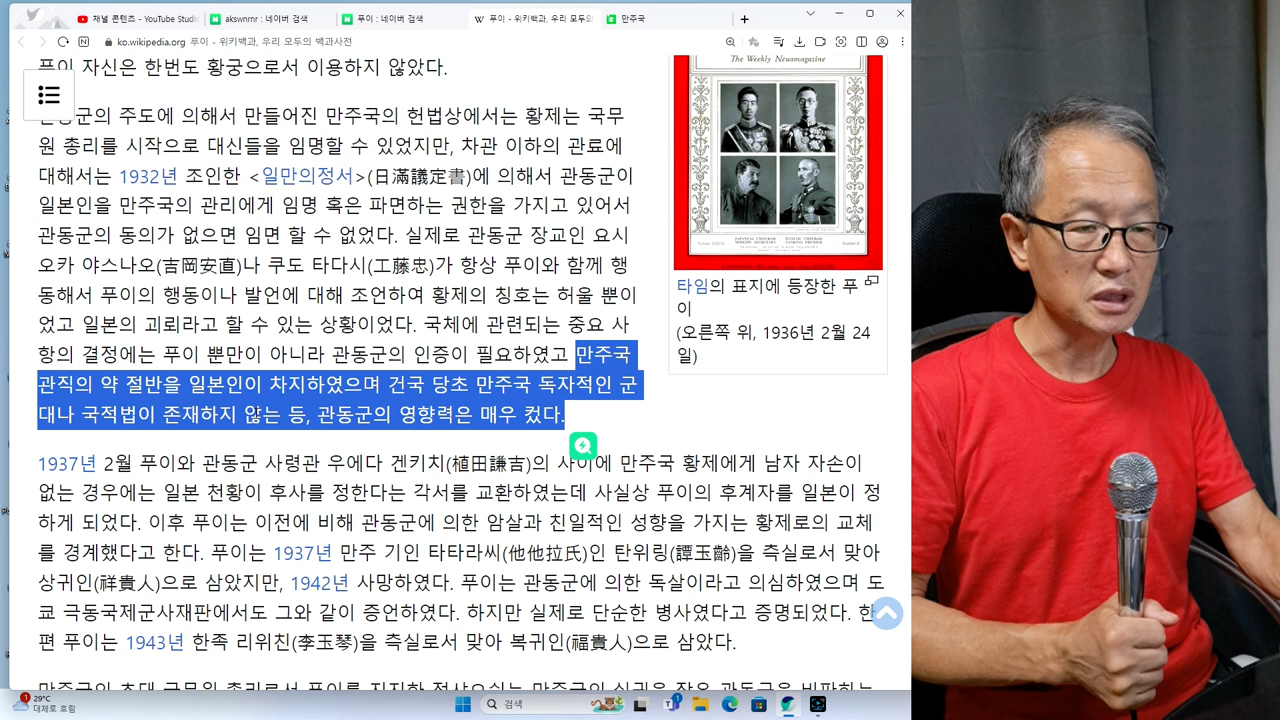 채널 콘텐츠 - YouTube Studi
akswnrnr : 네이버 검색
푸이 : 네이버 검색
W 푸이 - 위키백과, 우리 모두의
만주국
ko.wikipedia.org 푸이 - 위키백과, 우리 모두의 백과사전
푸이 자신은 한번도 황궁으로서 이용하지 않았다.
군의 주도에 의해서 만들어진 만주국의 헌법상에서는 황제는 국무
원 총리를 시작으로 대신들을 임명할 수 있었지만, 차관 이하의 관료에
대해서는 1932년 조인한 <일만의정서>(日滿議定書)에 의해서 관동군이
일본인을 만주국의 관리에게 임명 혹은 파면하는 권한을 가지고 있어서
관동군의 동의가 없으면 임면 할 수 없었다. 실제로 관동군 장교인 요시
오카 야스나오(吉岡安直)나 쿠도 타다시(工藤忠)가 항상 푸이와 함께 행
동해서 푸이의 행동이나 발언에 대해 조언하여 황제의 칭호는 허울 뿐이
었고 일본의 괴뢰라고 할 수 있는 상황이었다. 국체에 관련되는 중요 사
항의 결정에는 푸이 뿐만이 아니라 관동군의 인증이 필요하였고 만주국
관직의 약 절반을 일본인이 차지하였으며 건국 당초 만주국 독자적인 군
대나 국적법이 존재하지 않는 등, 관동군의 영향력은 매우 컸다.
The Weekly Newsmagazine
JAPANESE EMPEROR
MOSCOW SECRETARY
MANCHU EMPEROR
NANKING PREMIER
타임의 표지에 등장한 푸
이
(오른쪽 위, 1936년 2월 24
일)
1937년 2월 푸이와 관동군 사령관 우에다 겐키치(植田謙吉)의 사이에 만주국 황제에게 남자 자손이
없는 경우에는 일본 천황이 후사를 정한다는 각서를 교환하였는데 사실상 푸이의 후계자를 일본이 정
하게 되었다. 이후 푸이는 이전에 비해 관동군에 의한 암살과 친일적인 성향을 가지는 황제로의 교체
를 경계했다고 한다. 푸이는 1937년 만주 기인 타타라씨(他他拉氏)인 탄위링(譚玉齡)을 측실로서 맞아
상귀인(祥貴人)으로 삼았지만, 1942년 사망하였다. 푸이는 관동군에 의한 독살이라고 의심하였으며 도
쿄 극동국제군사재판에서도 그와 같이 증언하였다. 하지만 실제로 단순한 병사였다고 증명되었다. 한
편 푸이는 1943년 한족 리위친(李玉琴)을 측실로서 맞아 복귀인(福貴人)으로 삼았다.
만주국의 초대 국무원 총리로서 푸이를
29°C
대체로 흐림
검색